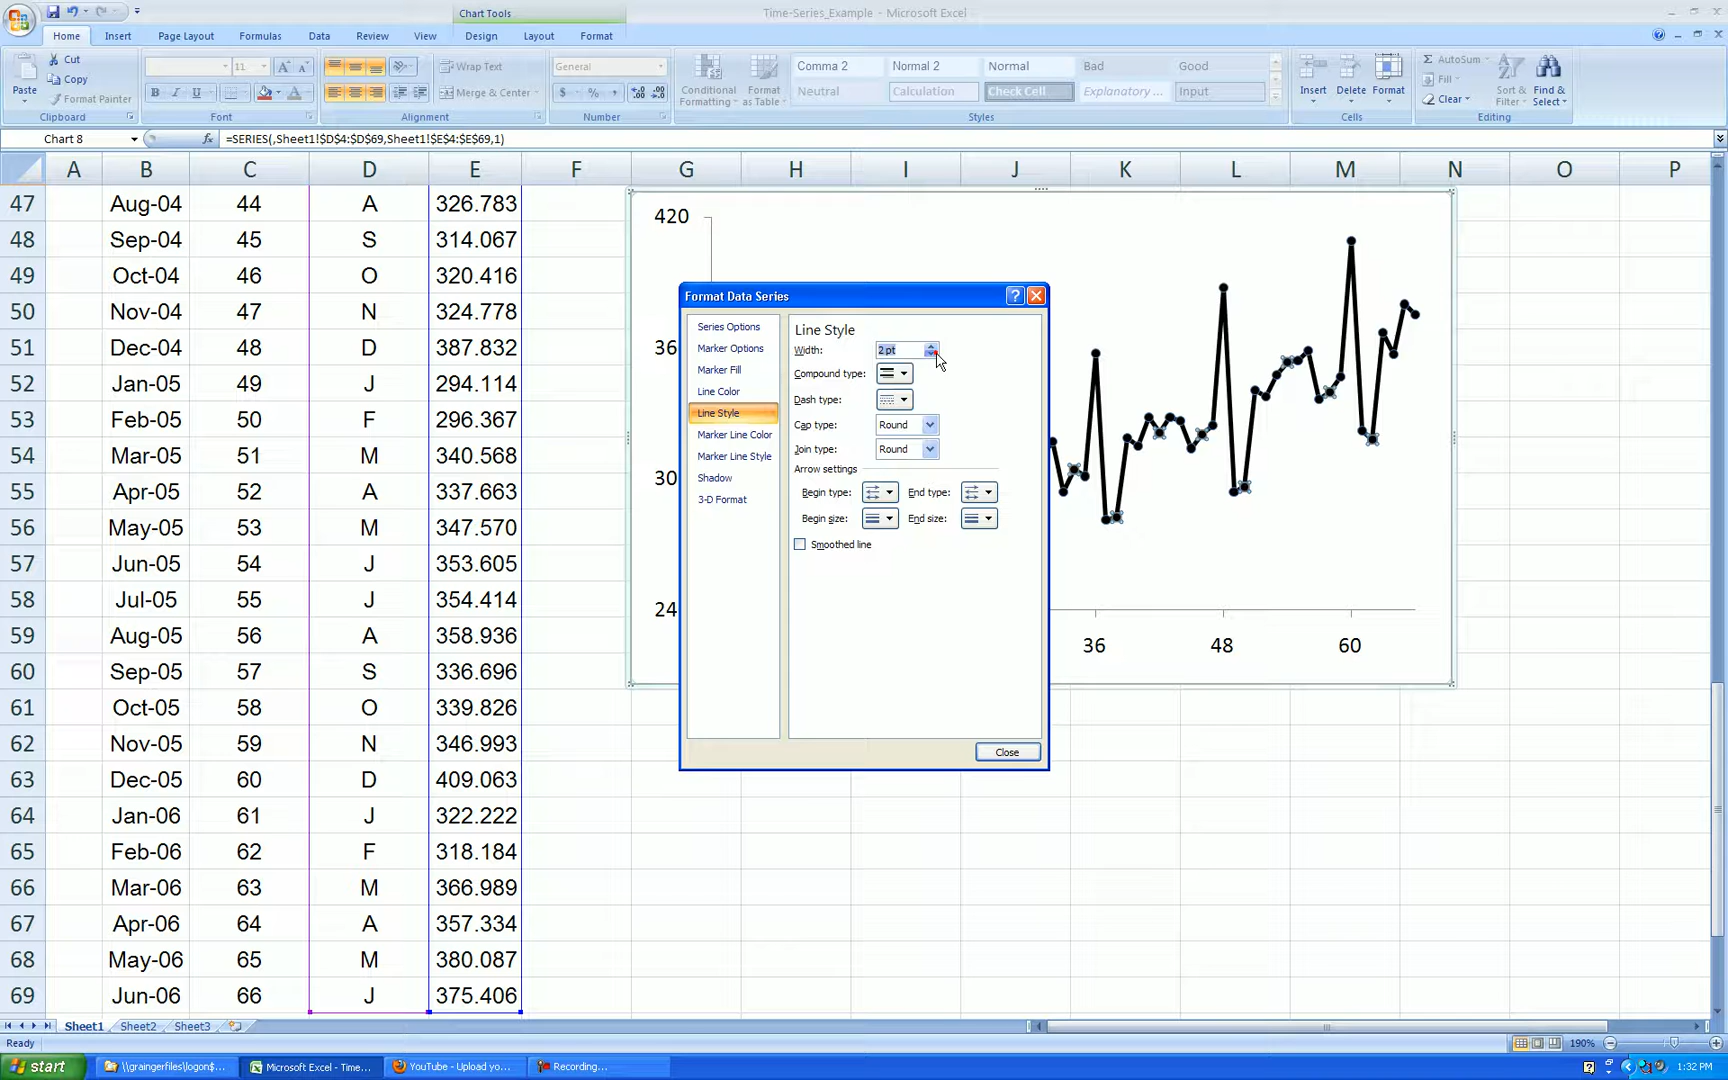 Chart Tools
Time-Series_Example - Microsoft Excel
Home Insert Page Layout Formulas Data Review View Design Layout Format
Paste
Cut
Copy
Format Painter
Clipboard
11
B I U
Font
Wrap Text
Merge & Center
Alignment
General
$ % ,
Number
Conditional Formatting
Format as Table
Comma 2 Normal 2 Normal Bad Good
Neutral Calculation Check Cell Explanatory ... Input
Styles
Insert Delete Format
Cells
Σ AutoSum
Fill
Clear
Sort & Filter
Find & Select
Editing
Chart 8 fx =SERIES(,Sheet1!$D$4:$D$69,Sheet1!$E$4:$E$69,1)
A B C D E F G H I J K L M N O P
47 Aug-04 44 A 326.783
48 Sep-04 45 S 314.067
49 Oct-04 46 O 320.416
50 Nov-04 47 N 324.778
51 Dec-04 48 D 387.832
52 Jan-05 49 J 294.114
53 Feb-05 50 F 296.367
54 Mar-05 51 M 340.568
55 Apr-05 52 A 337.663
56 May-05 53 M 347.570
57 Jun-05 54 J 353.605
58 Jul-05 55 J 354.414
59 Aug-05 56 A 358.936
60 Sep-05 57 S 336.696
61 Oct-05 58 O 339.826
62 Nov-05 59 N 346.993
63 Dec-05 60 D 409.063
64 Jan-06 61 J 322.222
65 Feb-06 62 F 318.184
66 Mar-06 63 M 366.989
67 Apr-06 64 A 357.334
68 May-06 65 M 380.087
69 Jun-06 66 J 375.406
420
36
30
24
36 48 60
Format Data Series
Series Options
Marker Options
Marker Fill
Line Color
Line Style
Marker Line Color
Marker Line Style
Shadow
3-D Format
Line Style
Width: 2 pt
Compound type:
Dash type:
Cap type: Round
Join type: Round
Arrow settings
Begin type: End type:
Begin size: End size:
Smoothed line
Close
Sheet1 Sheet2 Sheet3
Ready
190%
start
\\graingerfiles\logon$...
Microsoft Excel - Time...
YouTube - Upload yo...
Recording...
1:32 PM